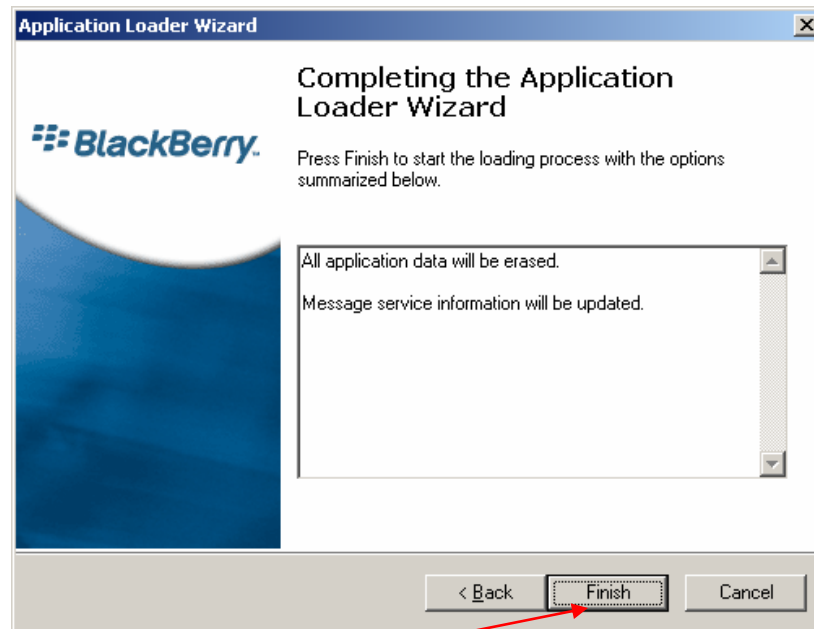 Application Loader Wizard
Completing the Application
Loader Wizard
BlackBerry.
Press Finish to start the loading process with the options
summarized below.
All application data will be erased.
Message service information will be updated.
< Back
Finish
Cancel